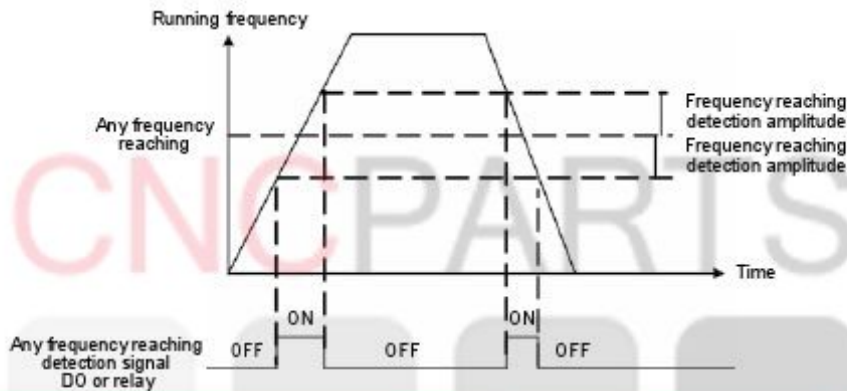 Running frequency
Frequency reaching
detection amplitude
Any frequency
reaching
Frequency reaching
detection amplitude
CNCPARTS
Time
ON
ON
Any frequency reaching
detection signal
DO or relay
OFF
OFF
OFF